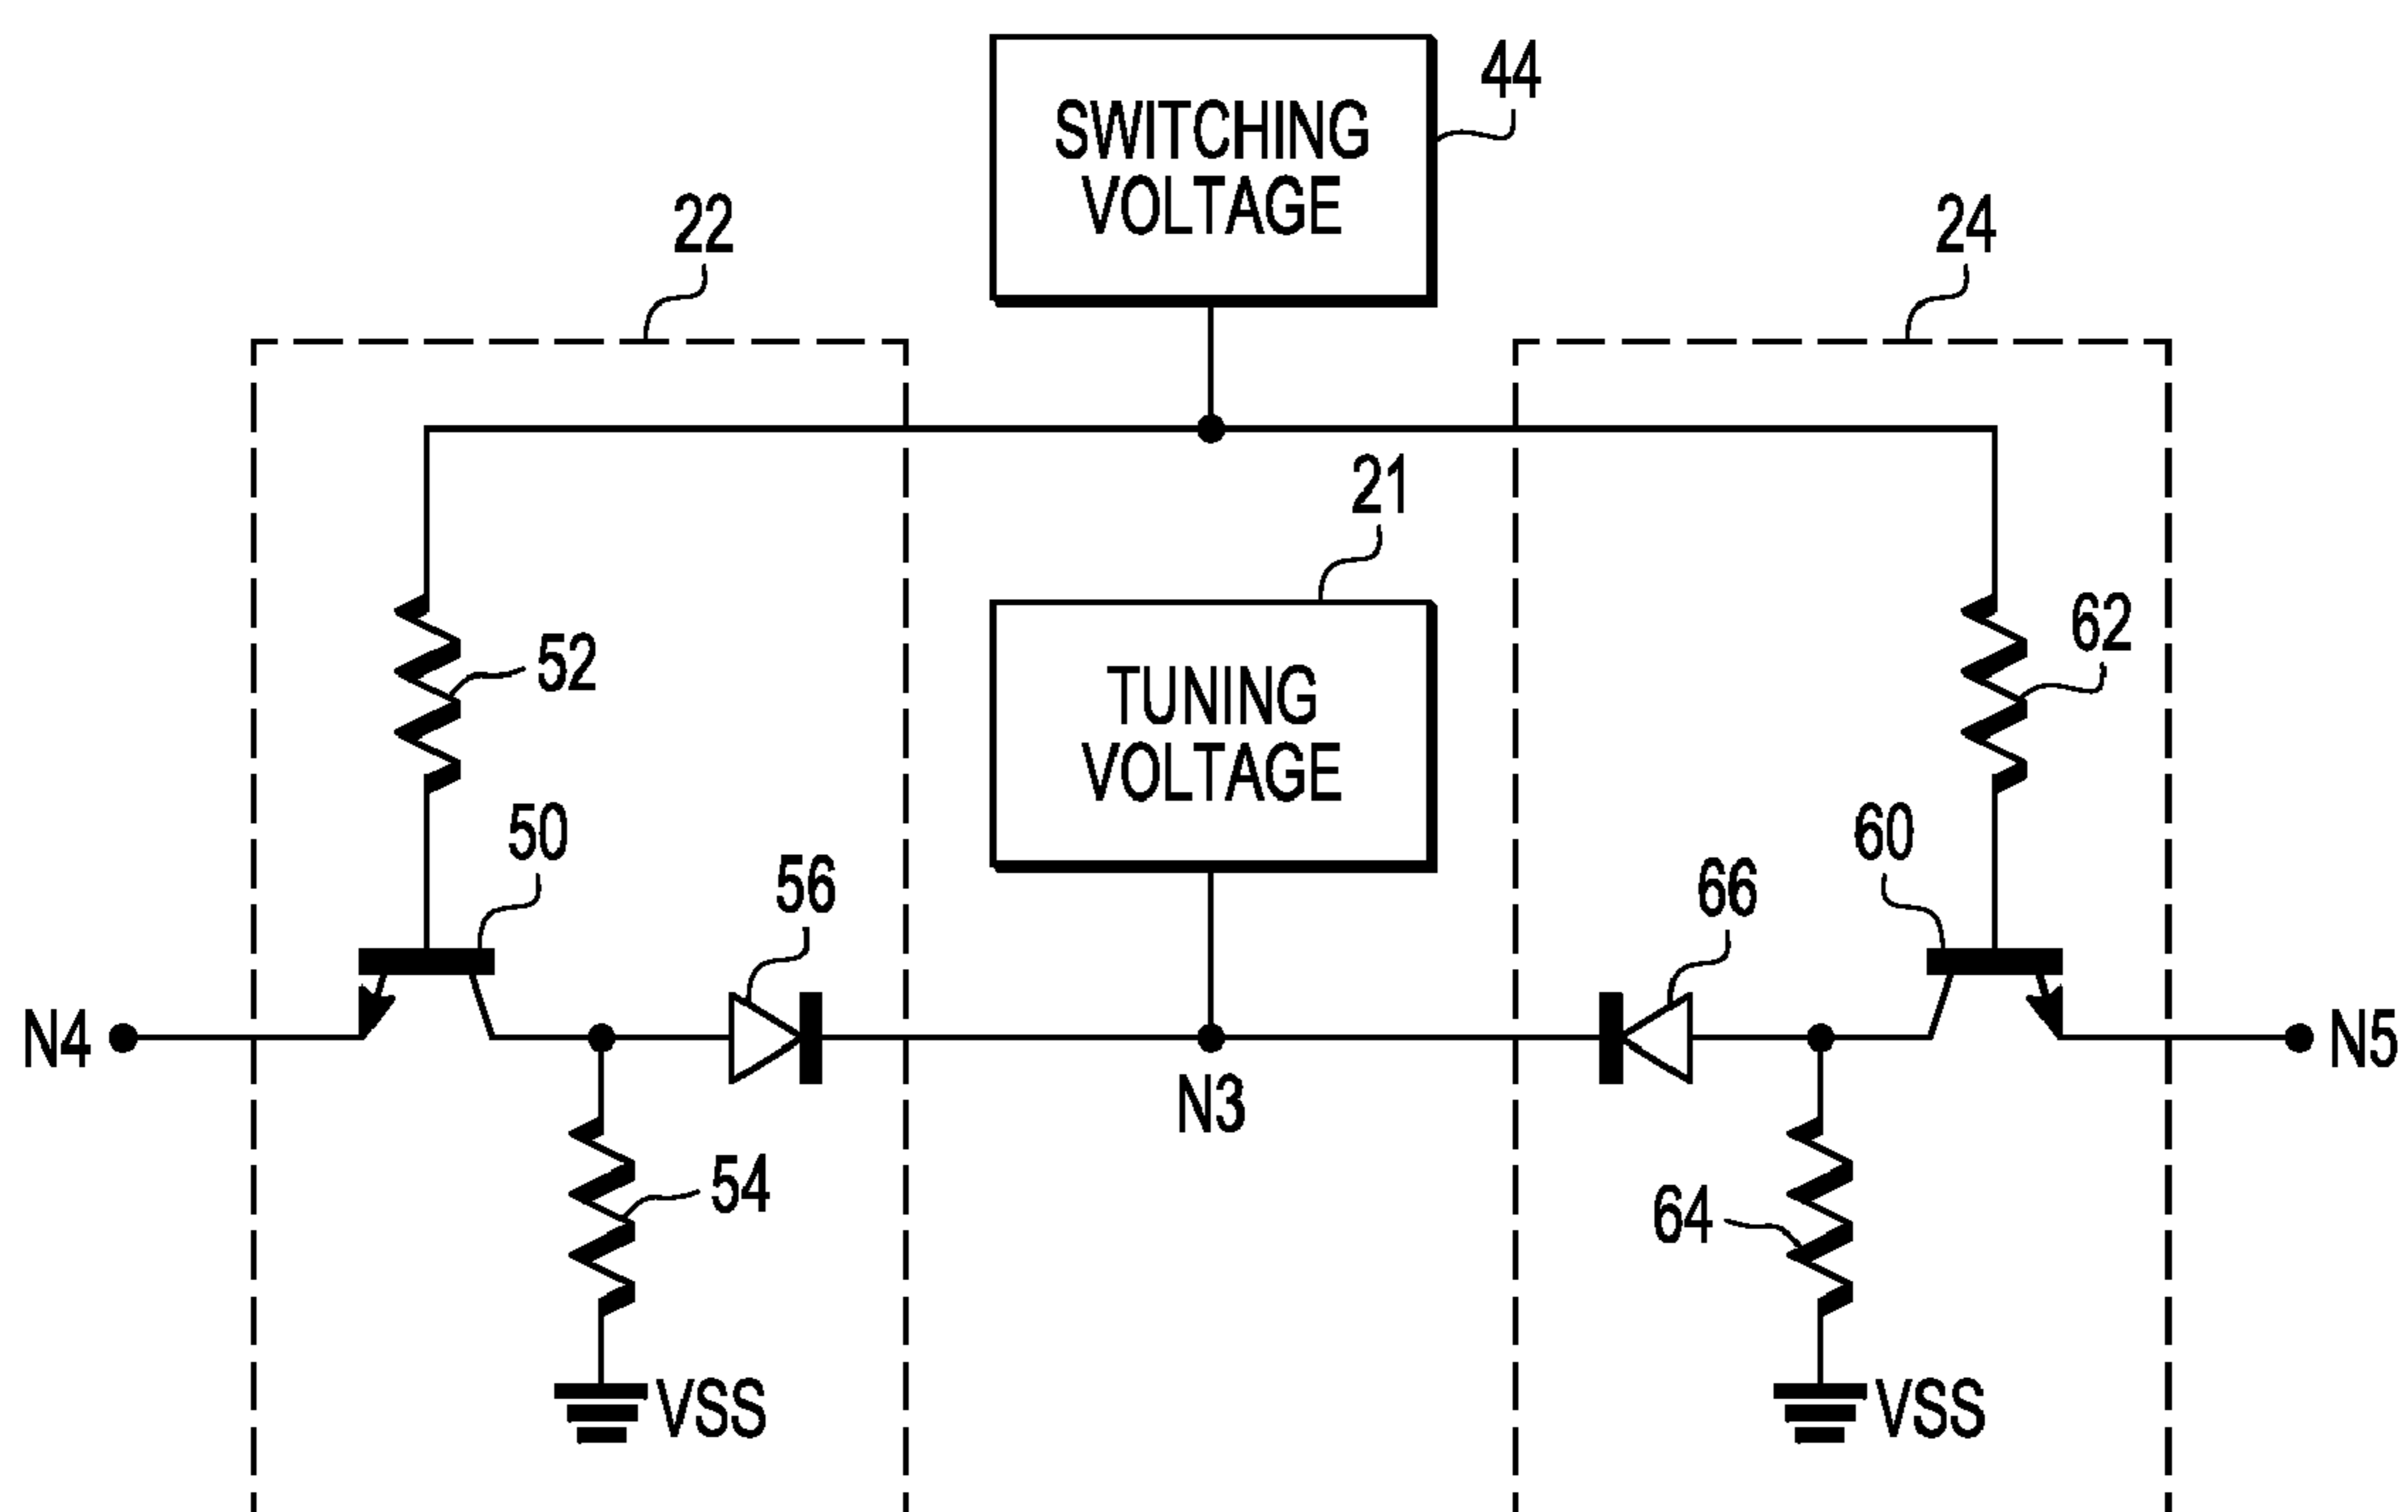 SWITCHING
VOLTAGE
44
22
24
21
TUNING
VOLTAGE
52
62
50
56
66
60
N4
N3
N5
54
64
VSS
VSS